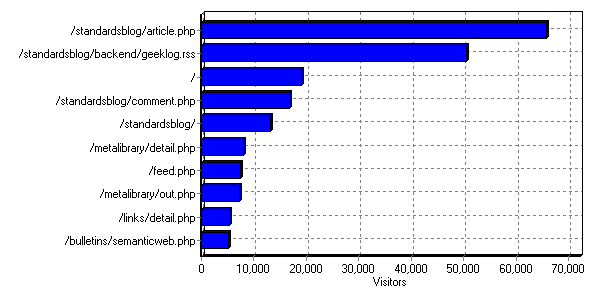 /standardsblog/article.php
/standardsblog/backend/geeklog.rss
/
/standardsblog/comment.php
/standardsblog/
/metalibrary/detail.php
/feed.php
/metalibrary/out.php
/links/detail.php
/bulletins/semanticweb.php
0 10,000 20,000 30,000 40,000 50,000 60,000 70,000
Visitors